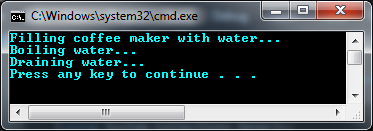 C:\Windows\system32\cmd.exe
Filling coffee maker with water...
Boiling water...
Draining water...
Press any key to continue . . .